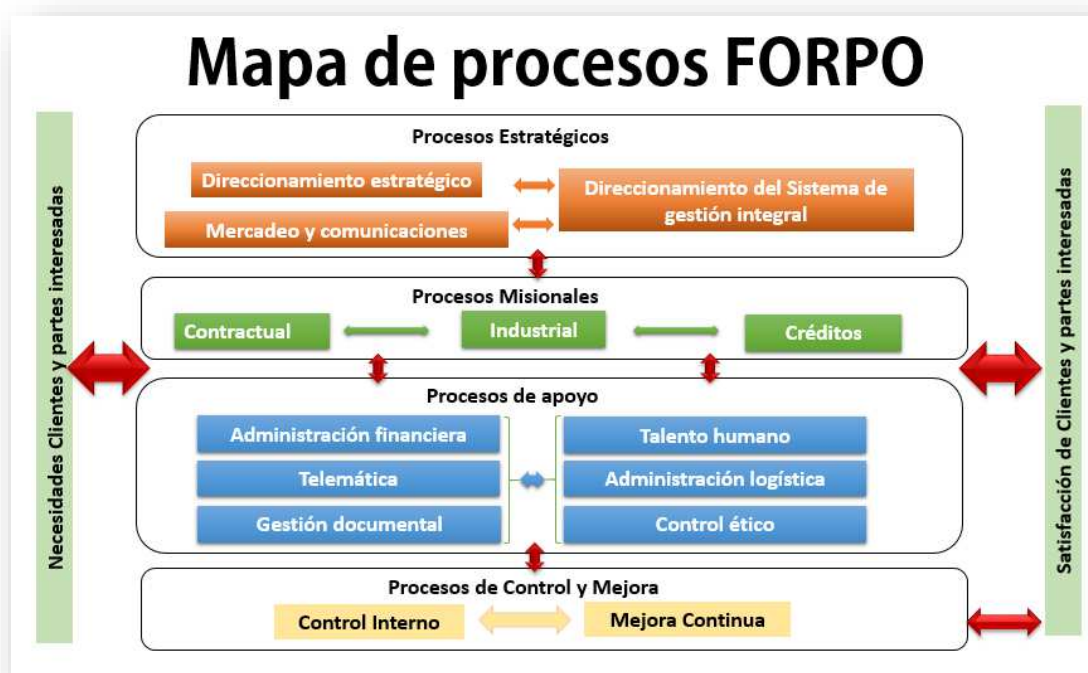 Mapa de procesos FORPO
Necesidades Clientes y partes interesadas
Procesos Estratégicos
Direccionamiento estratégico
Direccionamiento del Sistema de
gestión integral
Mercadeo y comunicaciones
Procesos Misionales
Contractual
Industrial
Créditos
Procesos de apoyo
Administración financiera
Talento humano
Telemática
Administración logística
Gestión documental
Control ético
Procesos de Control y Mejora
Control Interno
Mejora Continua
Satisfacción de Clientes y partes interesadas